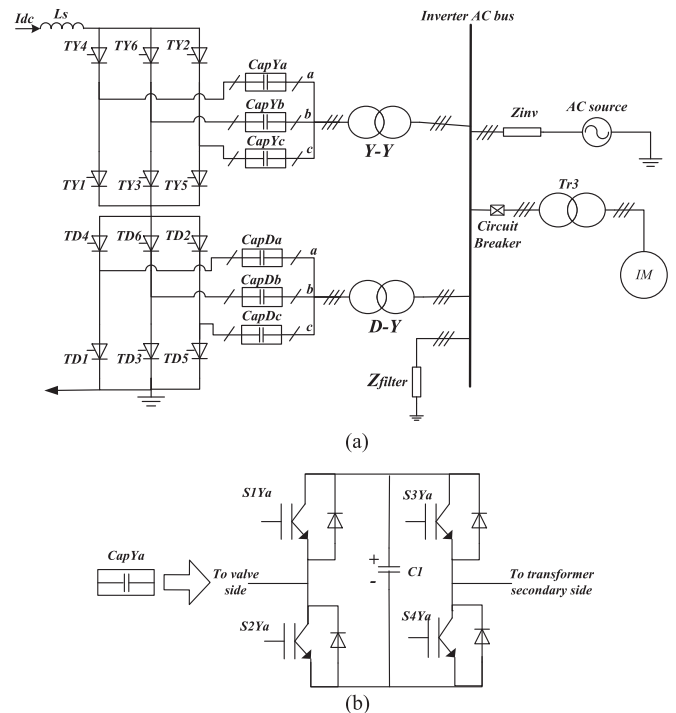 Inverter AC bus
Idc
Ls
TY4 TY6 TY2
CapYa a
CapYb b
CapYc c
Y-Y
Zinv
AC source
TY1 TY3 TY5
TD4 TD6 TD2
CapDa a
CapDb b
CapDc c
D-Y
Circuit
Breaker
Tr3
IM
TD1 TD3 TD5
Zfilter
(a)
S1Ya
S3Ya
CapYa
To valve
side
+
-
C1
To transformer
secondary side
S2Ya
S4Ya
(b)